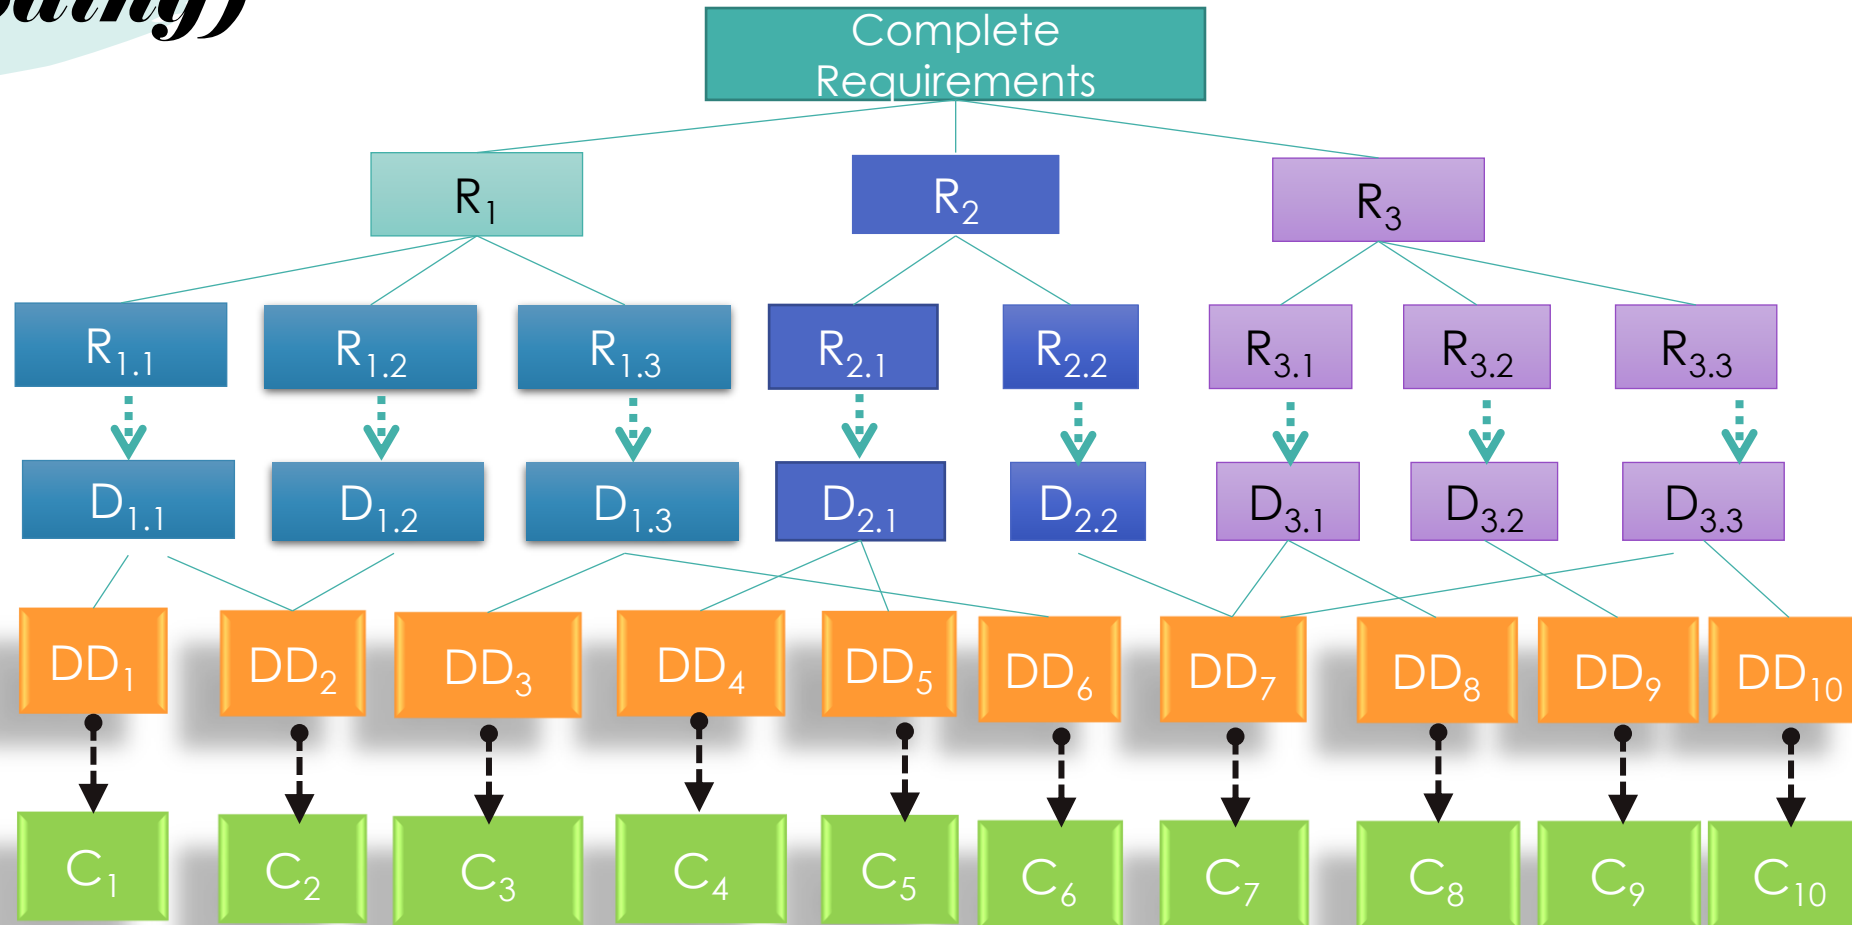 Complete
Requirements
R1
R2
R3
R1.1
R1.2
R1.3
R2.1
R2.2
R3.1
R3.2
R3.3
D1.1
D1.2
D1.3
D2.1
D2.2
D3.1
D3.2
D3.3
DD1
DD2
DD3
DD4
DD5
DD6
DD7
DD8
DD9
DD10
C1
C2
C3
C4
C5
C6
C7
C8
C9
C10